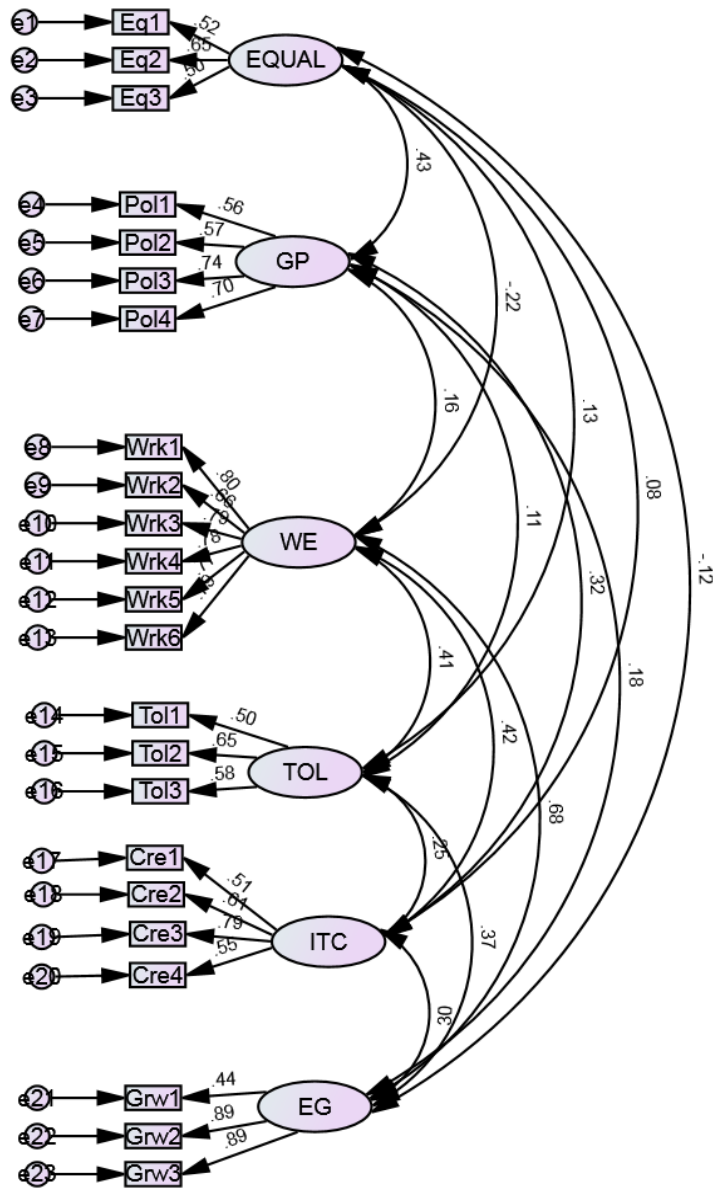 e1 Eq1 .52
e2 Eq2 .65 EQUAL
e3 Eq3 .50
.43
e4 Pol1 .56
e5 Pol2 .57 GP
e6 Pol3 .74
e7 Pol4 .70
-.22
.16
.13
.08
.11
-.12
.32
e8 Wrk1 .80
e9 Wrk2 .66
e10 Wrk3 .79 WE
e11 Wrk4
e12 Wrk5
e13 Wrk6
.41
.18
.42
.68
e14 Tol1 .50
e15 Tol2 .65 TOL
e16 Tol3 .58
.25
.37
e17 Cre1 .51
e18 Cre2 .61
e19 Cre3 .79 ITC
e20 Cre4 .55
.30
e21 Grw1 .44
e22 Grw2 .89 EG
e23 Grw3 .89